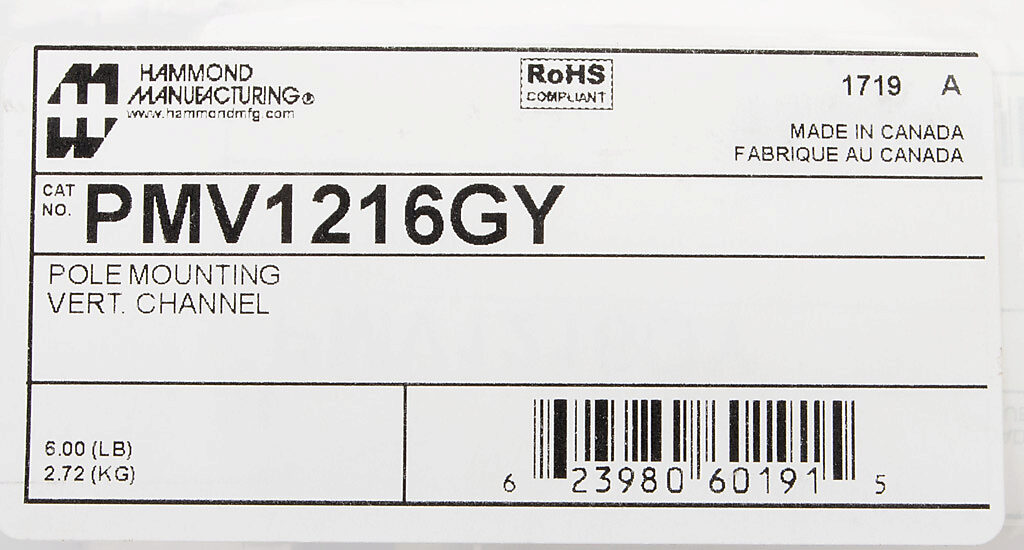 HAMMOND
MANUFACTURING®
www.hammondmfg.com
RoHS
COMPLIANT
1719 A
MADE IN CANADA
FABRIQUE AU CANADA
CAT
NO.
PMV1216GY
POLE MOUNTING
VERT. CHANNEL
6.00 (LB)
2.72 (KG)
6 23980 60191 5